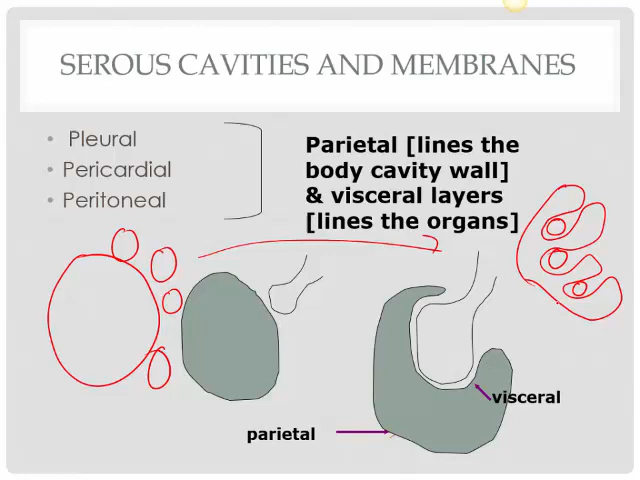 SEROUS CAVITIES AND MEMBRANES
• Pleural
• Pericardial
• Peritoneal
Parietal [lines the
body cavity wall]
& visceral layers
[lines the organs]
visceral
parietal